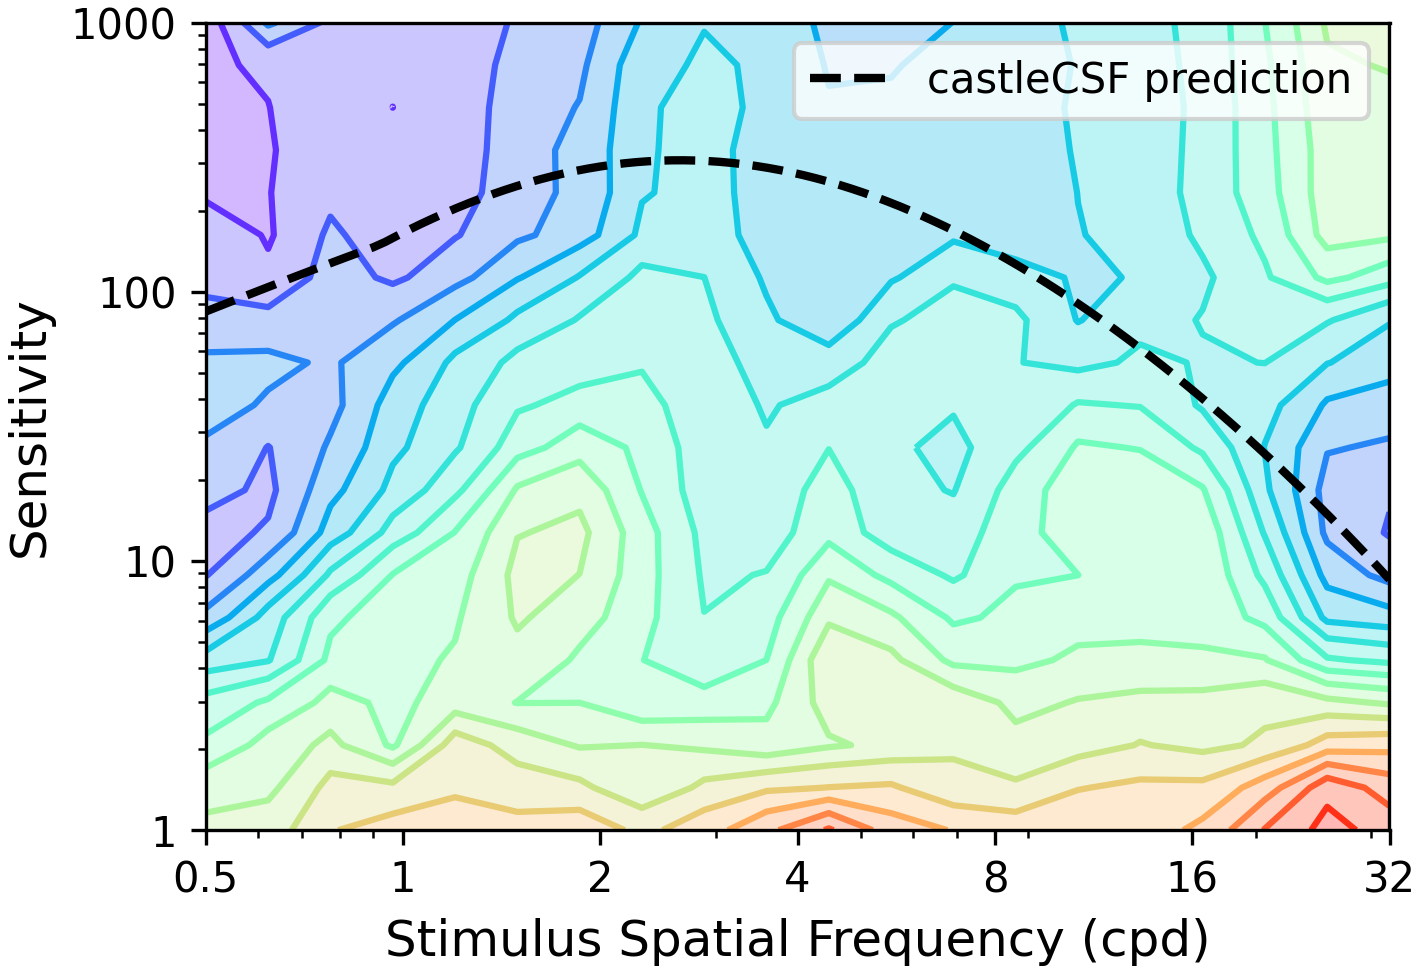 1000
castleCSF prediction
100
Sensitivity
10
1
0.5 1 2 4 8 16 32
Stimulus Spatial Frequency (cpd)